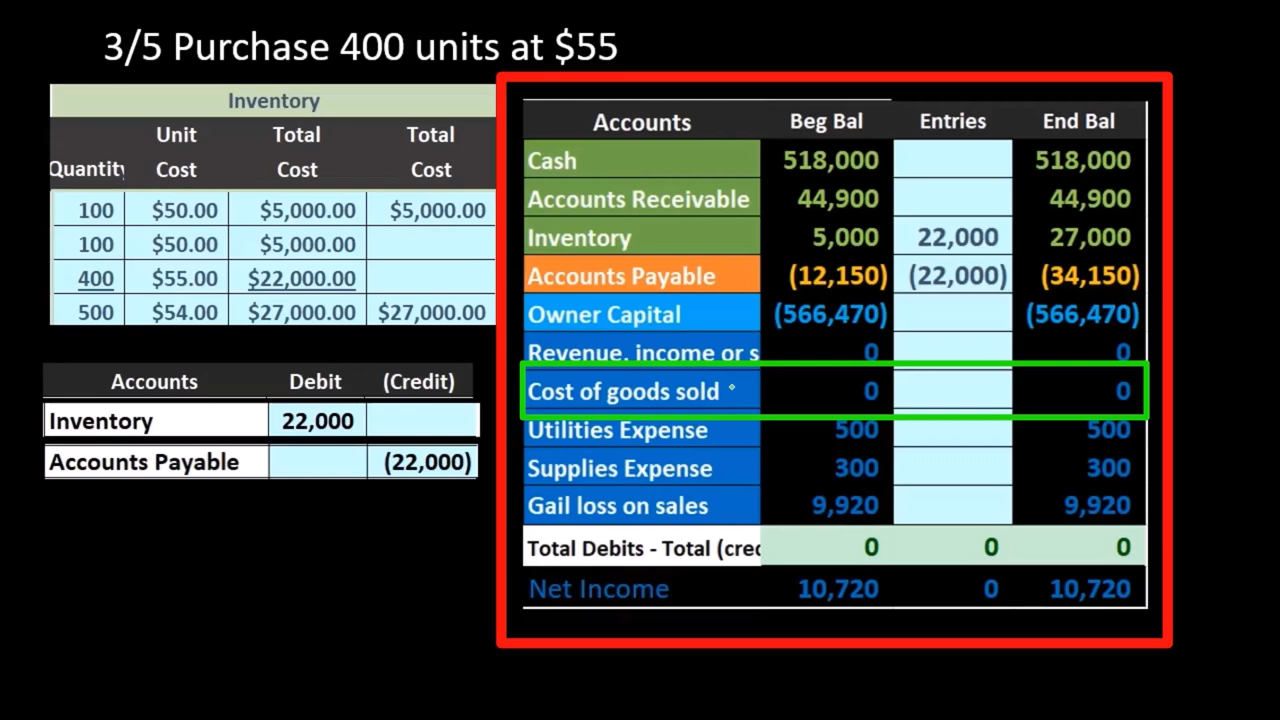 3/5 Purchase 400 units at $55
Inventory
Quantity Unit Cost Total Cost Total Cost
100 $50.00 $5,000.00 $5,000.00
100 $50.00 $5,000.00
400 $55.00 $22,000.00
500 $54.00 $27,000.00 $27,000.00
Accounts Debit (Credit)
Inventory 22,000
Accounts Payable (22,000)
Accounts Beg Bal Entries End Bal
Cash 518,000 518,000
Accounts Receivable 44,900 44,900
Inventory 5,000 22,000 27,000
Accounts Payable (12,150) (22,000) (34,150)
Owner Capital (566,470) (566,470)
Revenue, income or s 0 0
Cost of goods sold 0 0
Utilities Expense 500 500
Supplies Expense 300 300
Gail loss on sales 9,920 9,920
Total Debits - Total (cred 0 0 0
Net Income 10,720 0 10,720